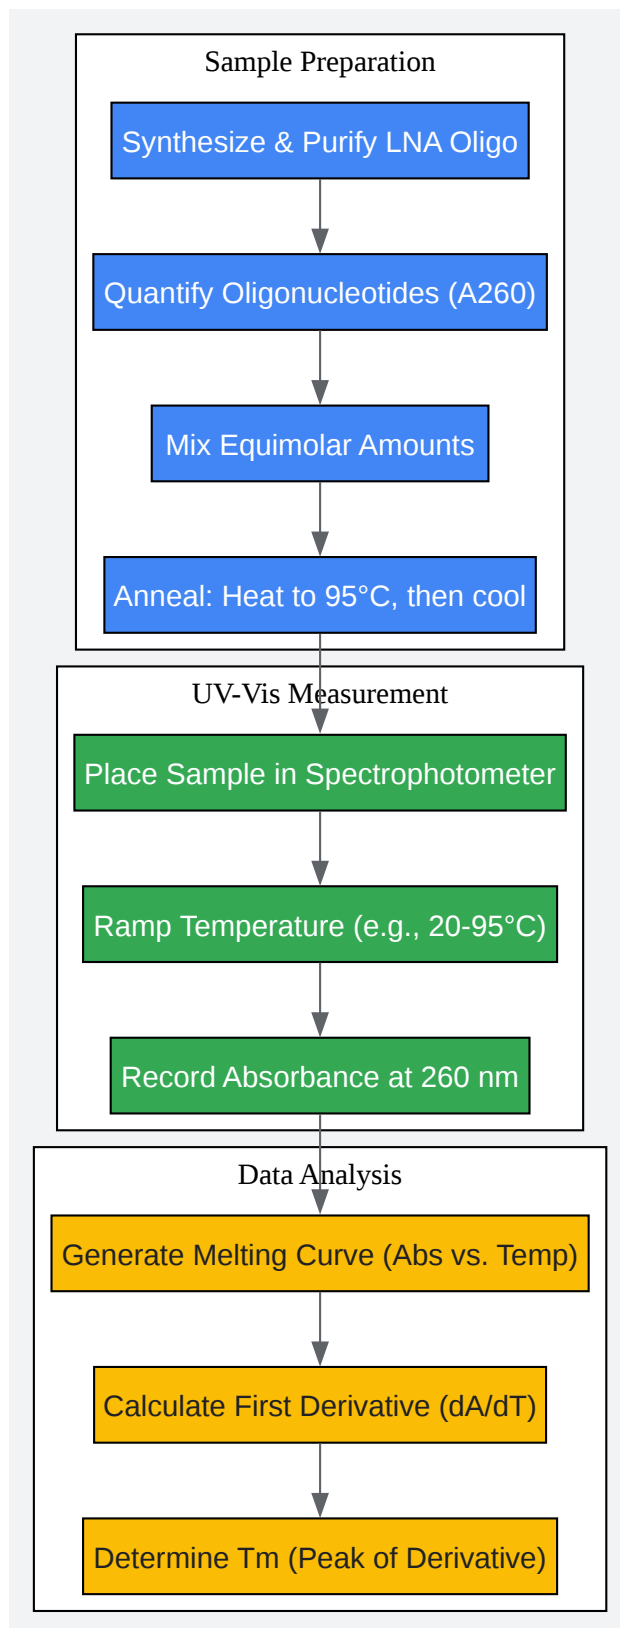 Sample Preparation
Synthesize & Purify LNA Oligo
Quantify Oligonucleotides (A260)
Mix Equimolar Amounts
Anneal: Heat to 95°C, then cool
UV-Vis Measurement
Place Sample in Spectrophotometer
Ramp Temperature (e.g., 20-95°C)
Record Absorbance at 260 nm
Data Analysis
Generate Melting Curve (Abs vs. Temp)
Calculate First Derivative (dA/dT)
Determine Tm (Peak of Derivative)